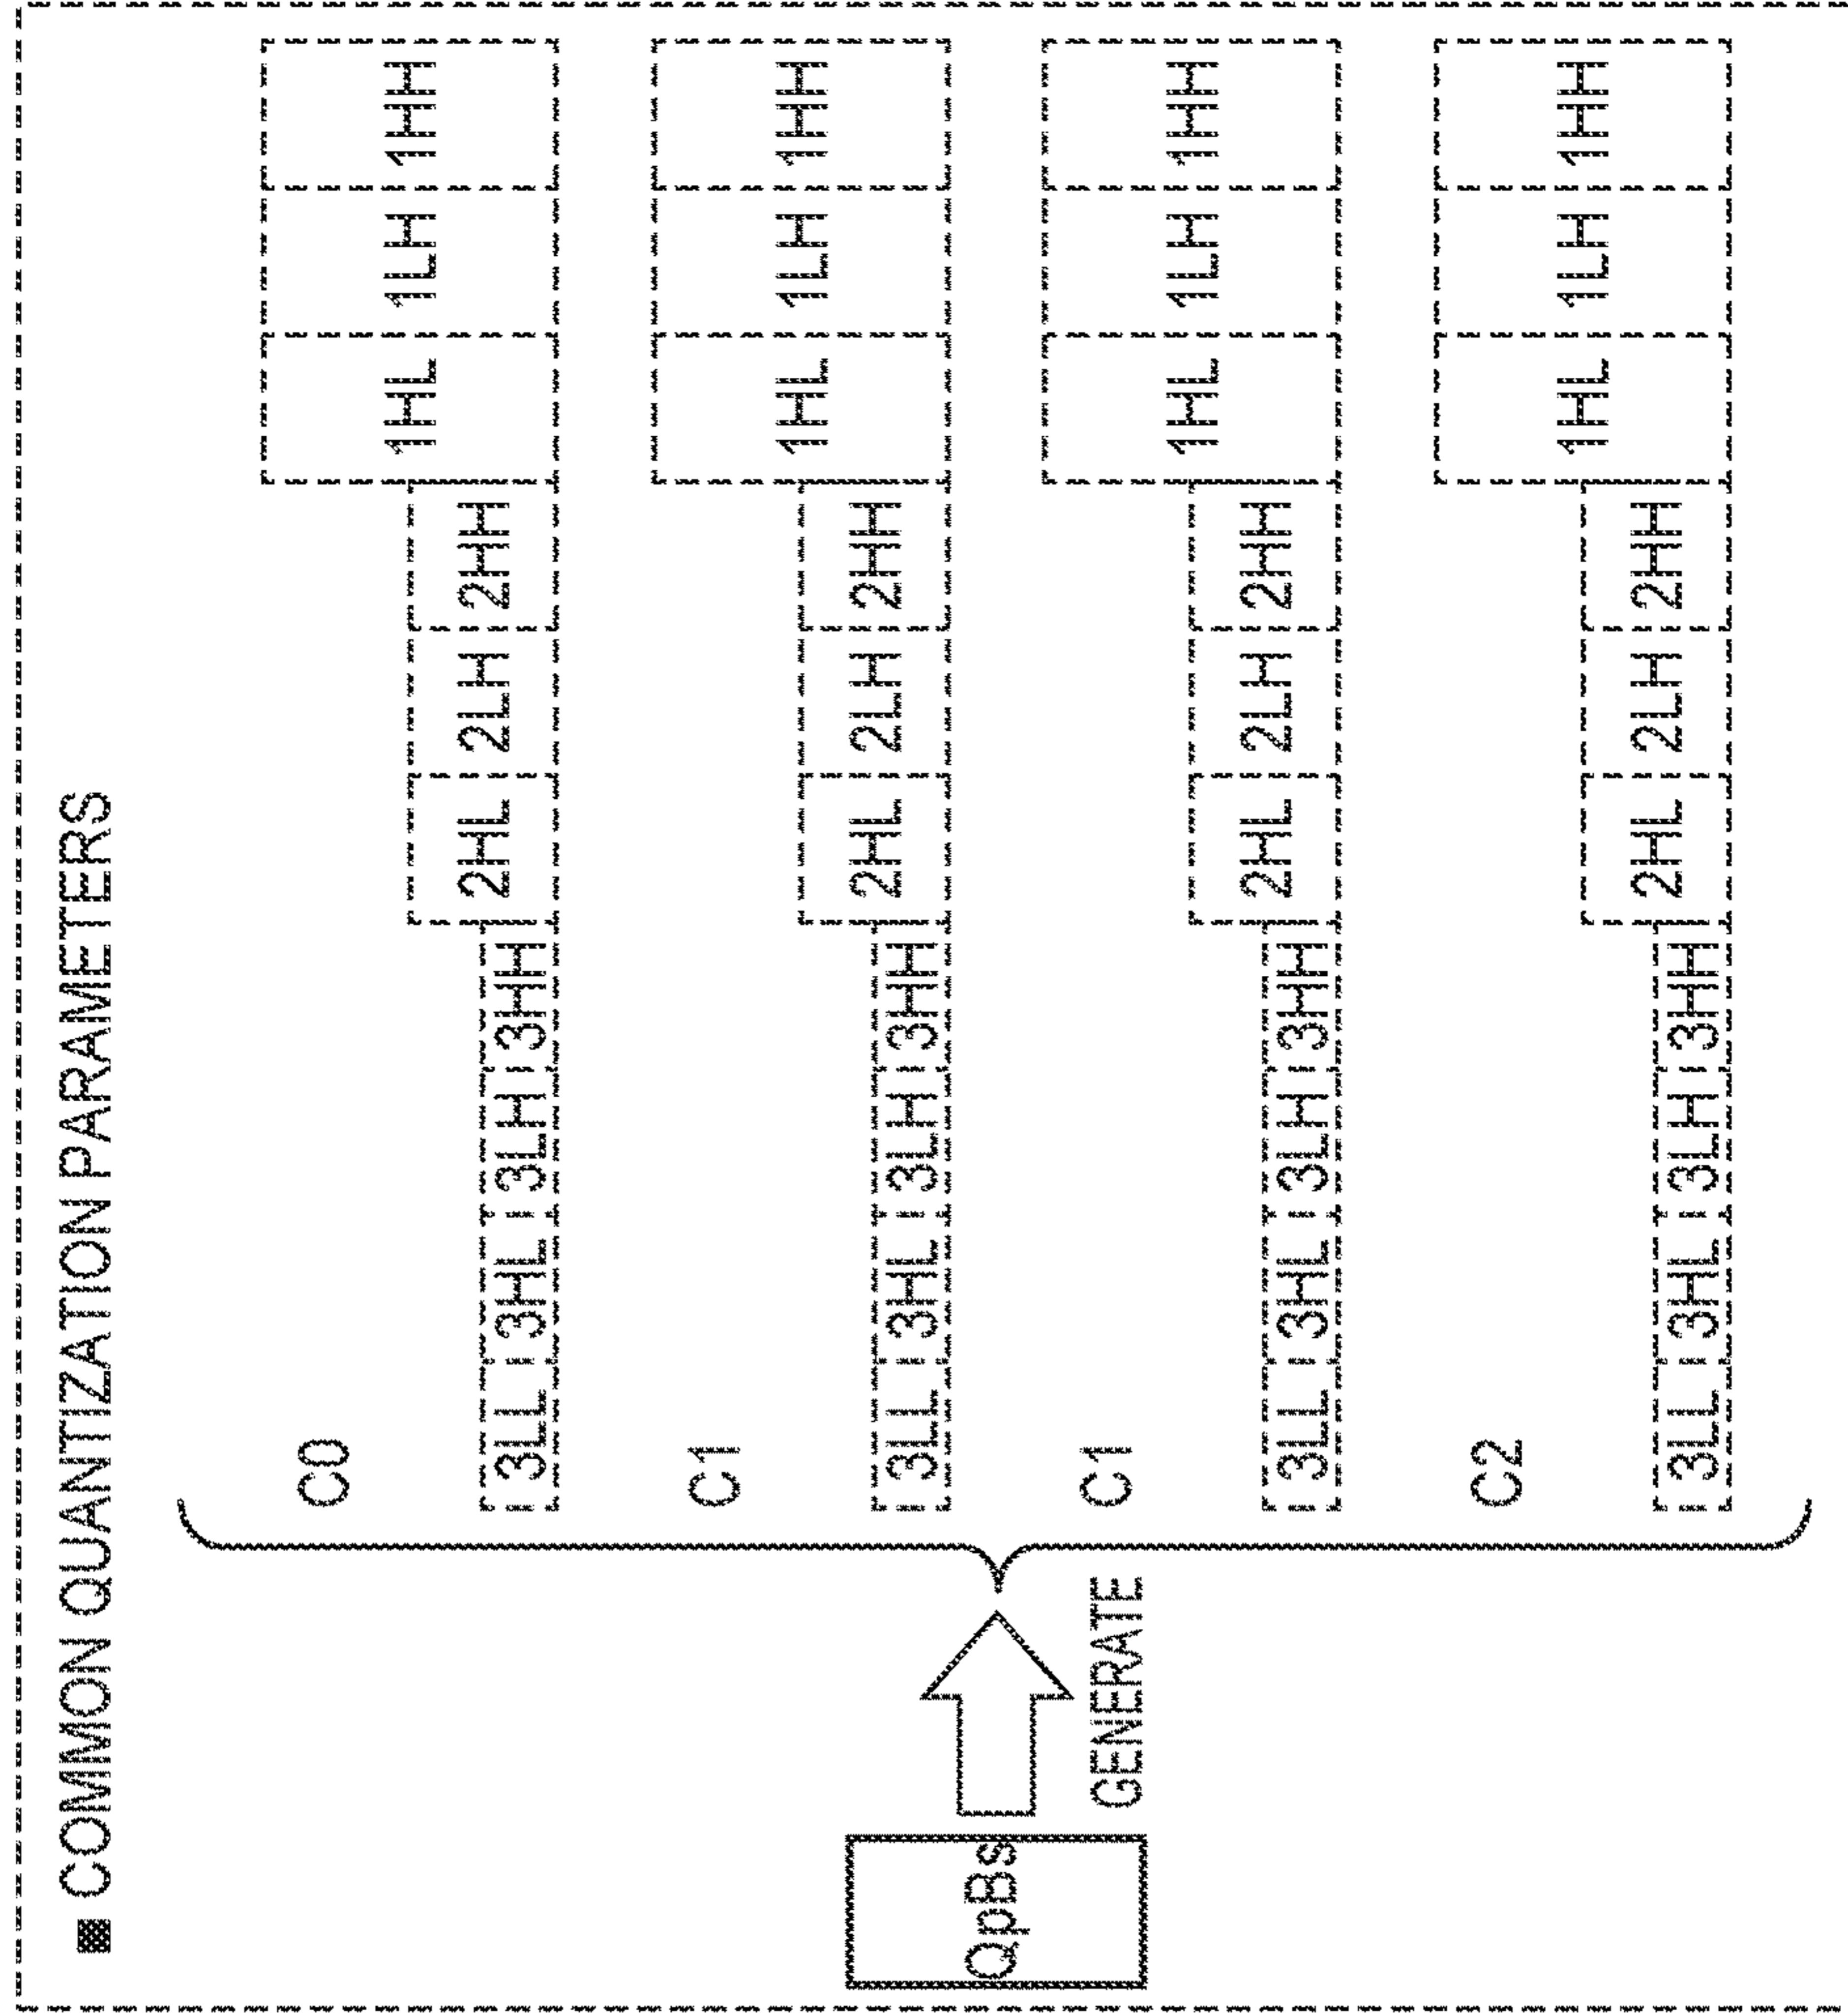 ■ COMMON QUANTIZATION PARAMETERS
QpBs
GENERATE
C0
3LL 3HL 3LH 3HH 2HL 2LH 2HH 1HL 1LH 1HH
C1
3LL 3HL 3LH 3HH 2HL 2LH 2HH 1HL 1LH 1HH
C1
3LL 3HL 3LH 3HH 2HL 2LH 2HH 1HL 1LH 1HH
C2
3LL 3HL 3LH 3HH 2HL 2LH 2HH 1HL 1LH 1HH